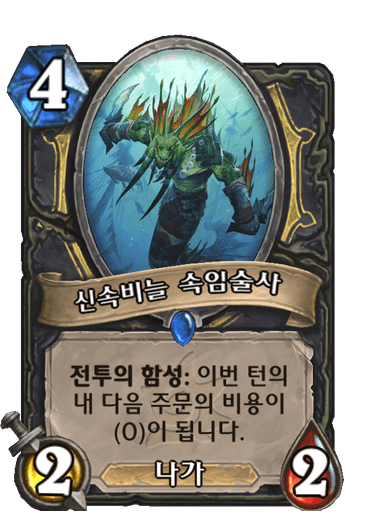 4
신속비늘 속임술사
전투의 함성: 이번 턴의
내 다음 주문의 비용이
(0)이 됩니다.
2
나가
2